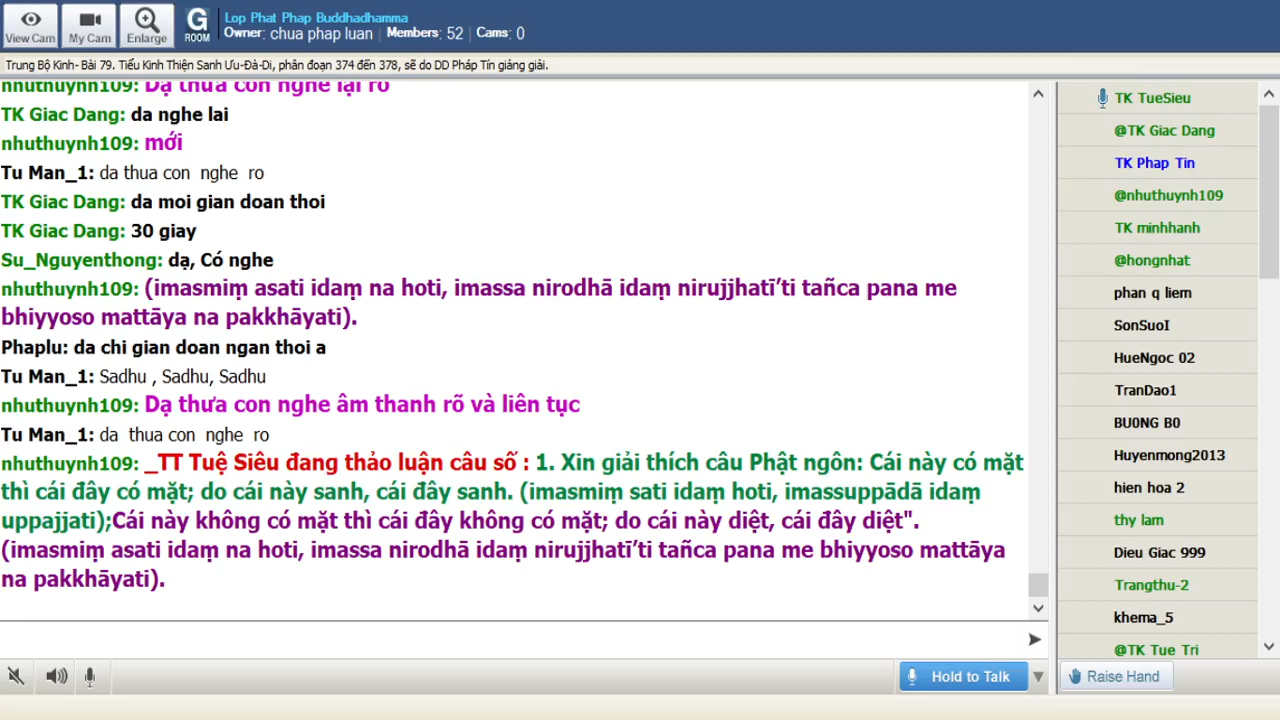 View Cam
My Cam
Enlarge
G
ROOM
Lop Phat Phap Buddhadhamma
Owner: chua phap luan Members: 52 Cams: 0
Trung Bộ Kinh- Bài 79. Tiểu Kinh Thiện Sanh Ưu-Đà-Di, phân đoạn 374 đến 378, sẽ do DD Pháp Tín giảng giải.
nhuthuynh109: Dạ thưa con nghe lại rõ
TK Giac Dang: da nghe lai
nhuthuynh109: mới
Tu Man_1: da thua con nghe ro
TK Giac Dang: da moi gian doan thoi
TK Giac Dang: 30 giay
Su_Nguyenthong: dạ, Có nghe
nhuthuynh109: (imasmiṃ asati idaṃ na hoti, imassa nirodhā idaṃ nirujjhatī’ti tañca pana me
bhiyyoso mattāya na pakkhāyati).
Phaplu: da chi gian doan ngan thoi a
Tu Man_1: Sadhu , Sadhu, Sadhu
nhuthuynh109: Dạ thưa con nghe âm thanh rõ và liên tục
Tu Man_1: da thua con nghe ro
nhuthuynh109: _TT Tuệ Siêu đang thảo luận câu số : 1. Xin giải thích câu Phật ngôn: Cái này có mặt
thì cái đây có mặt; do cái này sanh, cái đây sanh. (imasmiṃ sati idaṃ hoti, imassuppādā idaṃ
uppajjati);Cái này không có mặt thì cái đây không có mặt; do cái này diệt, cái đây diệt".
(imasmiṃ asati idaṃ na hoti, imassa nirodhā idaṃ nirujjhatī’ti tañca pana me bhiyyoso mattāya
na pakkhāyati).
TK TueSieu
@TK Giac Dang
TK Phap Tin
@nhuthuynh109
TK minhhanh
@hongnhat
phan q liem
SonSuoI
HueNgoc 02
TranDao1
BU0NG B0
Huyenmong2013
hien hoa 2
thy lam
Dieu Giac 999
Trangthu-2
khema_5
@TK Tue Tri
Hold to Talk
Raise Hand